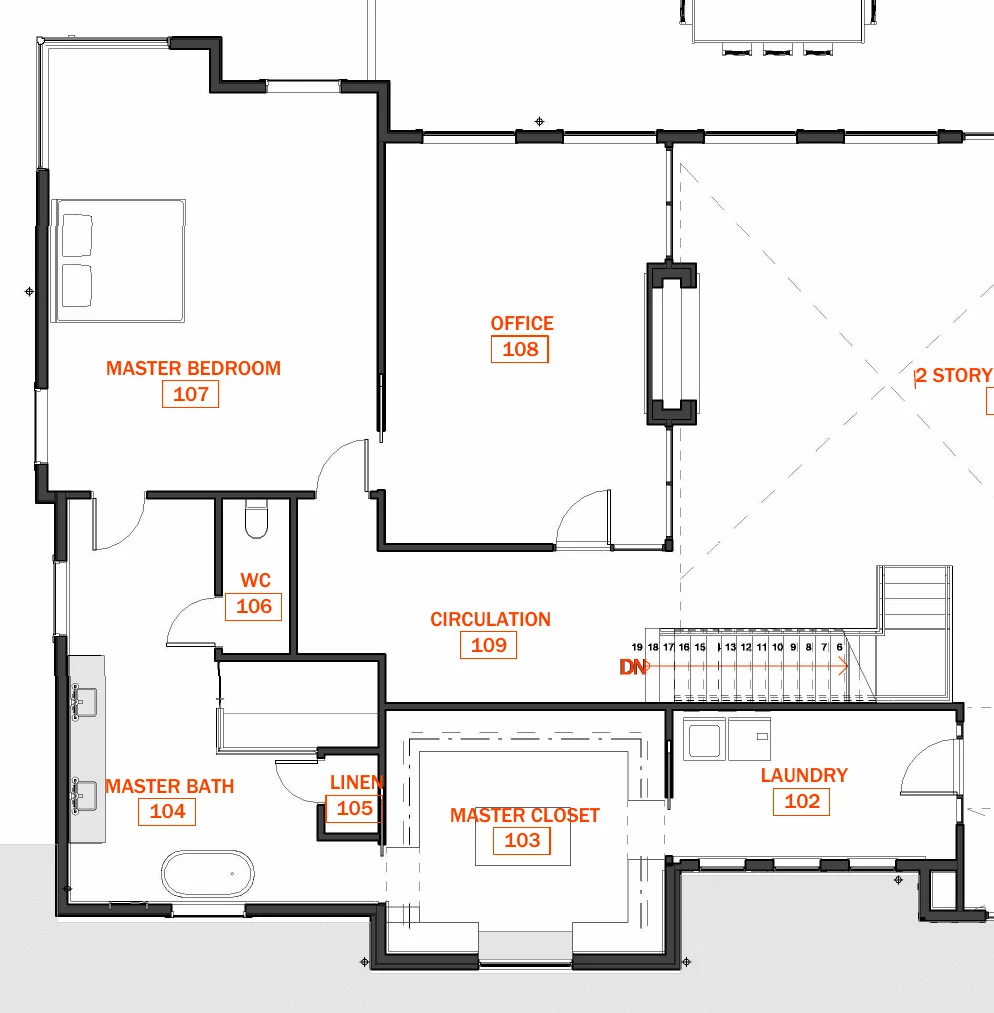 OFFICE
108
MASTER BEDROOM
107
2 STORY
WC
106
CIRCULATION
109
19 18 17 16 15 13 12 11 10 9 8 7 6
DN
LAUNDRY
102
LINEN
105
MASTER BATH
104
MASTER CLOSET
103